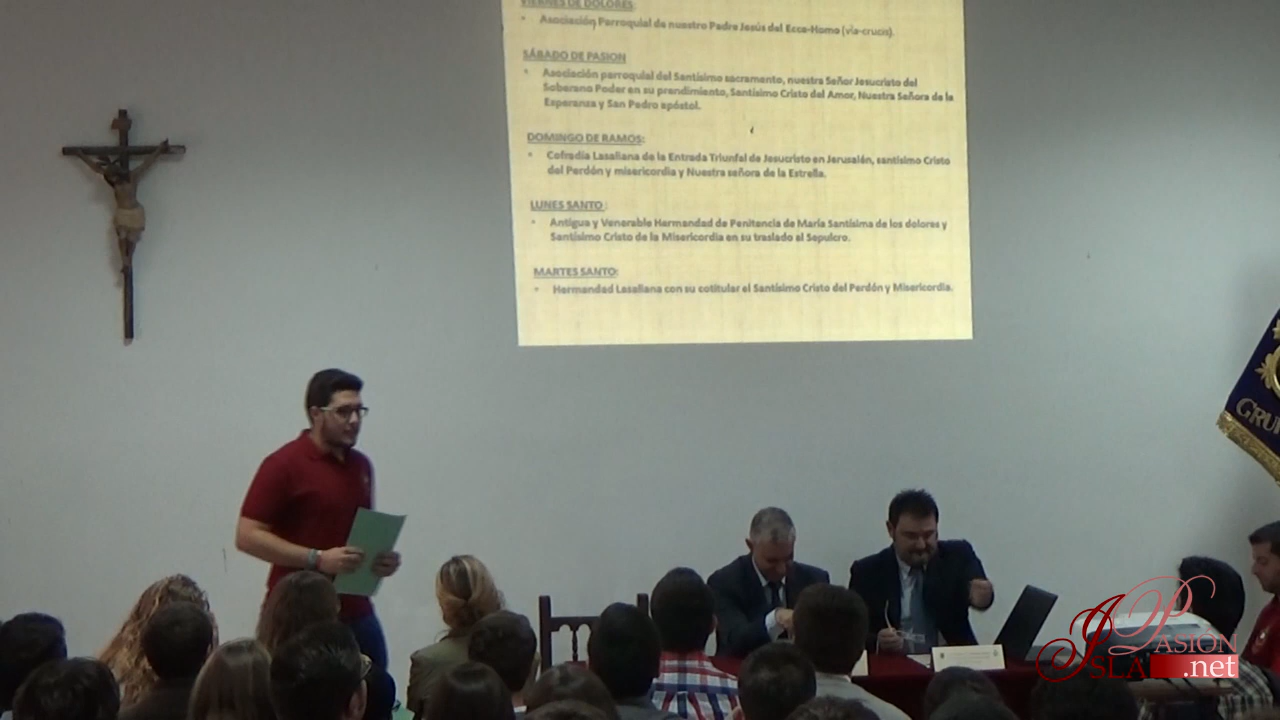 VIERNES DE DOLORES:
• Asociación Parroquial de nuestro Padre Jesús del Ecce-Homo (vía-crucis).
SÁBADO DE PASION
• Asociación parroquial del Santísimo sacramento, nuestra Señor Jesucristo del
Soberano Poder en su prendimiento, Santísimo Cristo del Amor, Nuestra Señora de la
Esperanza y San Pedro apóstol.
DOMINGO DE RAMOS:
• Cofradía Lasaliana de la Entrada Triunfal de Jesucristo en Jerusalén, santísimo Cristo
del Perdón y misericordia y Nuestra señora de la Estrella.
LUNES SANTO :
• Antigua y Venerable Hermandad de Penitencia de María Santísima de los dolores y
Santísimo Cristo de la Misericordia en su traslado al Sepulcro.
MARTES SANTO:
• Hermandad Lasaliana con su cotitular el Santísimo Cristo del Perdón y Misericordia.
GRU
ISLA PASIÓN
.net